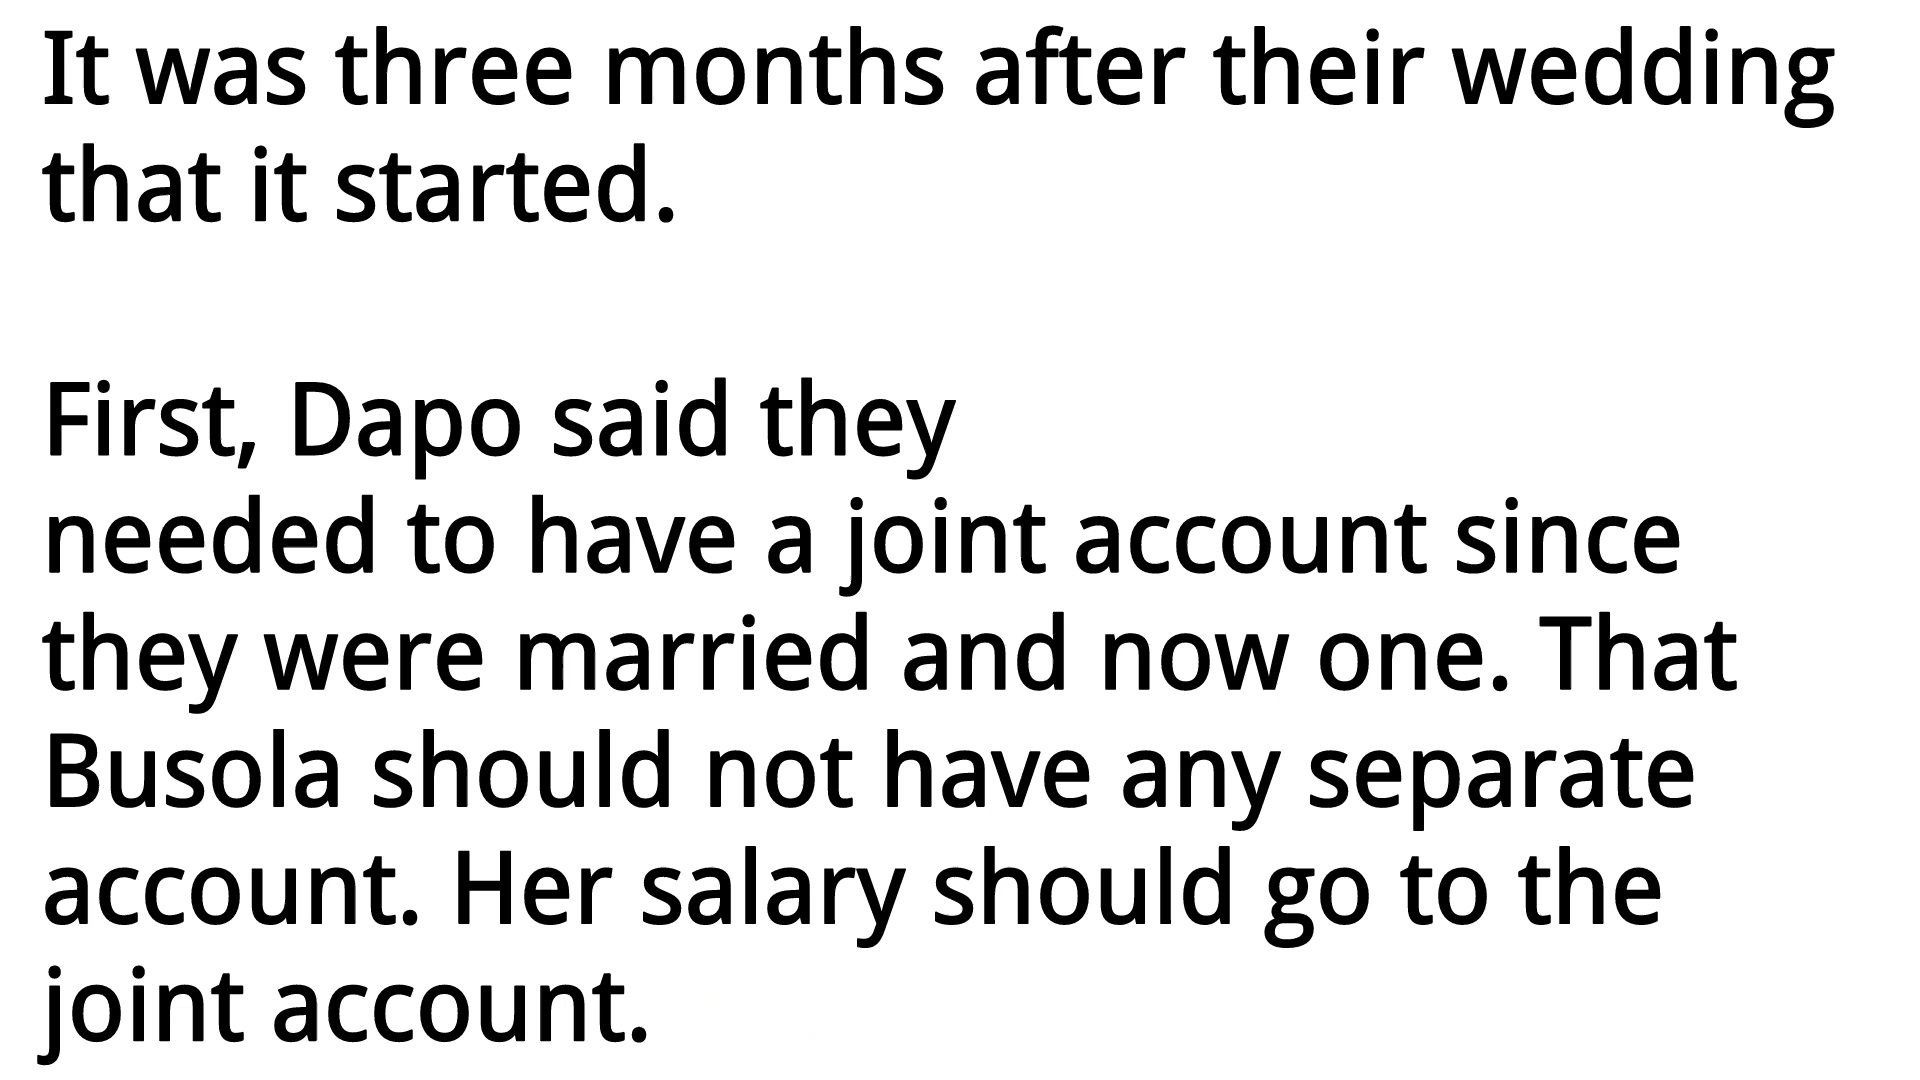 It was three months after their wedding
that it started.
First, Dapo said they
needed to have a joint account since
they were married and now one. That
Busola should not have any separate
account. Her salary should go to the
joint account.